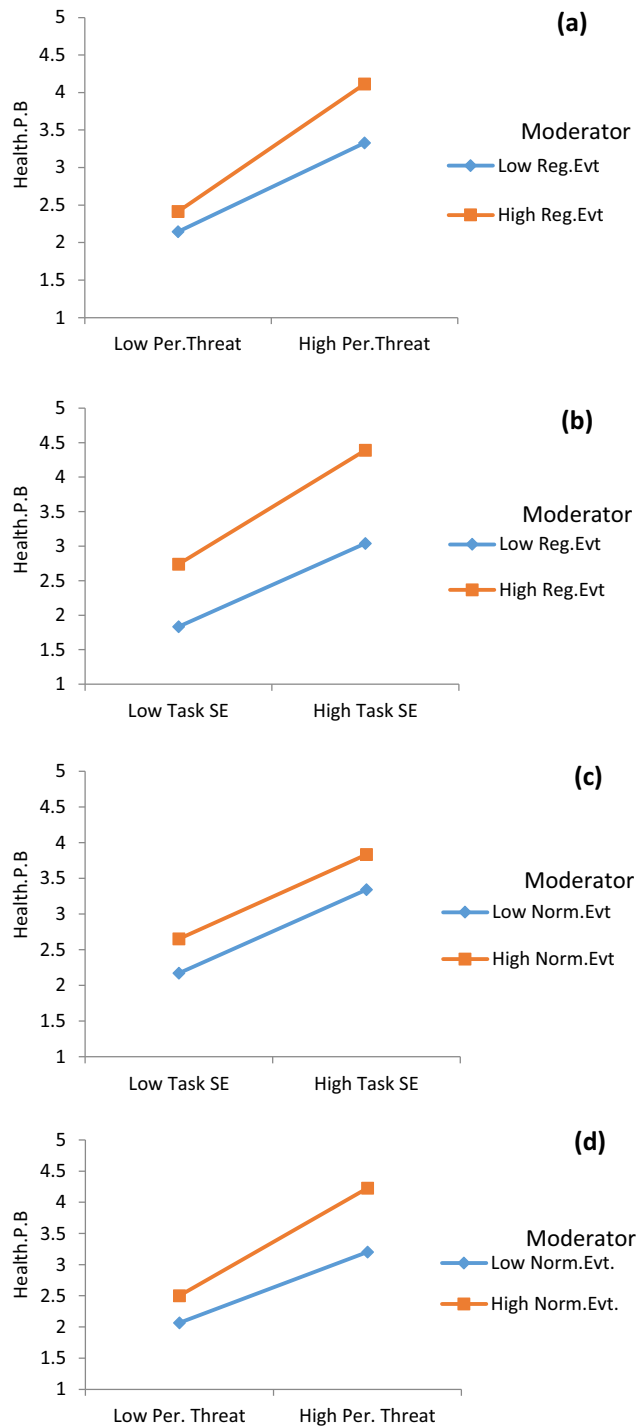 (a)
5
4.5
4
3.5
3
2.5
2
1.5
1
Health.P.B
Low Per.Threat
High Per.Threat
Moderator
Low Reg.Evt
High Reg.Evt
(b)
5
4.5
4
3.5
3
2.5
2
1.5
1
Health.P.B
Low Task SE
High Task SE
Moderator
Low Reg.Evt
High Reg.Evt
(c)
5
4.5
4
3.5
3
2.5
2
1.5
1
Health.P.B
Low Task SE
High Task SE
Moderator
Low Norm.Evt
High Norm.Evt
(d)
5
4.5
4
3.5
3
2.5
2
1.5
1
Health.P.B
Low Per. Threat
High Per. Threat
Moderator
Low Norm.Evt.
High Norm.Evt.